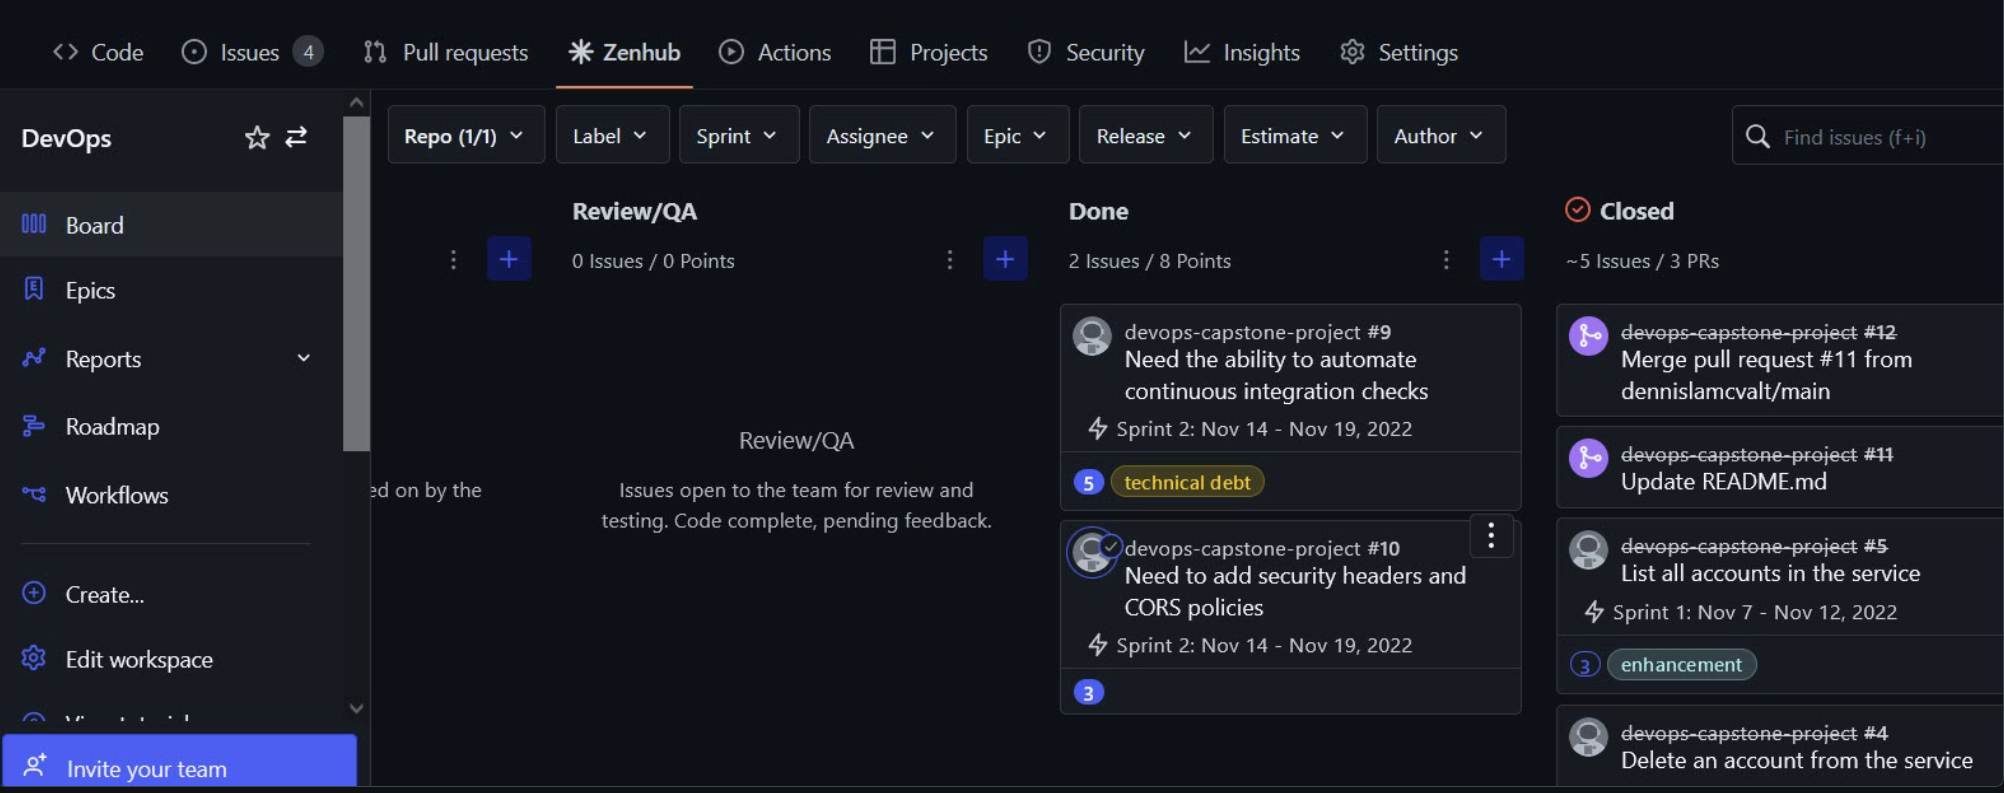 Code
Issues 4
Pull requests
Zenhub
Actions
Projects
Security
Insights
Settings
DevOps
Board
Epics
Reports
Roadmap
Workflows
Create...
Edit workspace
Invite your team
Repo (1/1)
Label
Sprint
Assignee
Epic
Release
Estimate
Author
Find issues (f+i)
ed on by the
Review/QA
0 Issues / 0 Points
Review/QA
Issues open to the team for review and
testing. Code complete, pending feedback.
Done
2 Issues / 8 Points
devops-capstone-project #9
Need the ability to automate
continuous integration checks
Sprint 2: Nov 14 - Nov 19, 2022
5 technical debt
devops-capstone-project #10
Need to add security headers and
CORS policies
Sprint 2: Nov 14 - Nov 19, 2022
3
Closed
~5 Issues / 3 PRs
devops-capstone-project #12
Merge pull request #11 from
dennislamcvalt/main
devops-capstone-project #11
Update README.md
devops-capstone-project #5
List all accounts in the service
Sprint 1: Nov 7 - Nov 12, 2022
3 enhancement
devops-capstone-project #4
Delete an account from the service